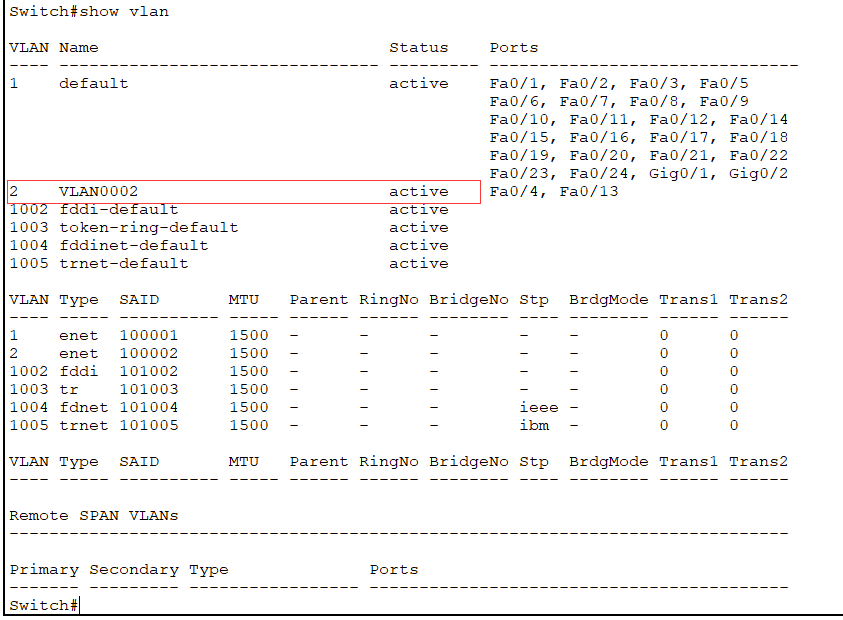 Switch#show vlan
VLAN Name                             Status    Ports
---- -------------------------------- --------- -------------------------------
1    default                          active    Fa0/1, Fa0/2, Fa0/3, Fa0/5
                                                Fa0/6, Fa0/7, Fa0/8, Fa0/9
                                                Fa0/10, Fa0/11, Fa0/12, Fa0/14
                                                Fa0/15, Fa0/16, Fa0/17, Fa0/18
                                                Fa0/19, Fa0/20, Fa0/21, Fa0/22
                                                Fa0/23, Fa0/24, Gig0/1, Gig0/2
2    VLAN0002                         active    Fa0/4, Fa0/13
1002 fddi-default                     active
1003 token-ring-default               active
1004 fddinet-default                  active
1005 trnet-default                    active
VLAN Type  SAID       MTU   Parent RingNo BridgeNo Stp  BrdgMode Trans1 Trans2
---- ----- ---------- ----- ------ ------ -------- ---- -------- ------ ------
1    enet  100001     1500  -      -      -        -    -        0      0
2    enet  100002     1500  -      -      -        -    -        0      0
1002 fddi  101002     1500  -      -      -        -    -        0      0
1003 tr    101003     1500  -      -      -        -    -        0      0
1004 fdnet 101004     1500  -      -      -        ieee -        0      0
1005 trnet 101005     1500  -      -      -        ibm  -        0      0
VLAN Type  SAID       MTU   Parent RingNo BridgeNo Stp  BrdgMode Trans1 Trans2
---- ----- ---------- ----- ------ ------ -------- ---- -------- ------ ------
Remote SPAN VLANs
------------------------------------------------------------------------------
Primary Secondary Type              Ports
------- --------- ----------------- ------------------------------------------
Switch#